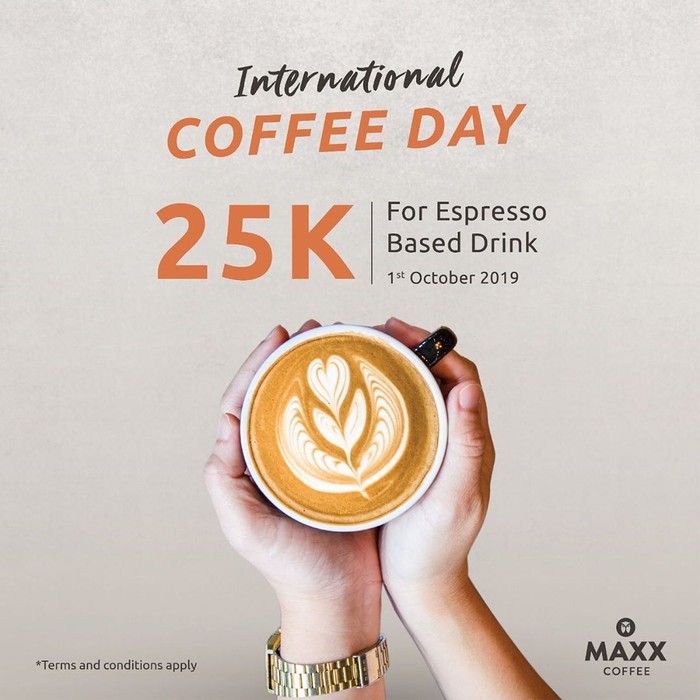 International
COFFEE DAY
25K
For Espresso
Based Drink
1st October 2019
*Terms and conditions apply
MAXX
COFFEE